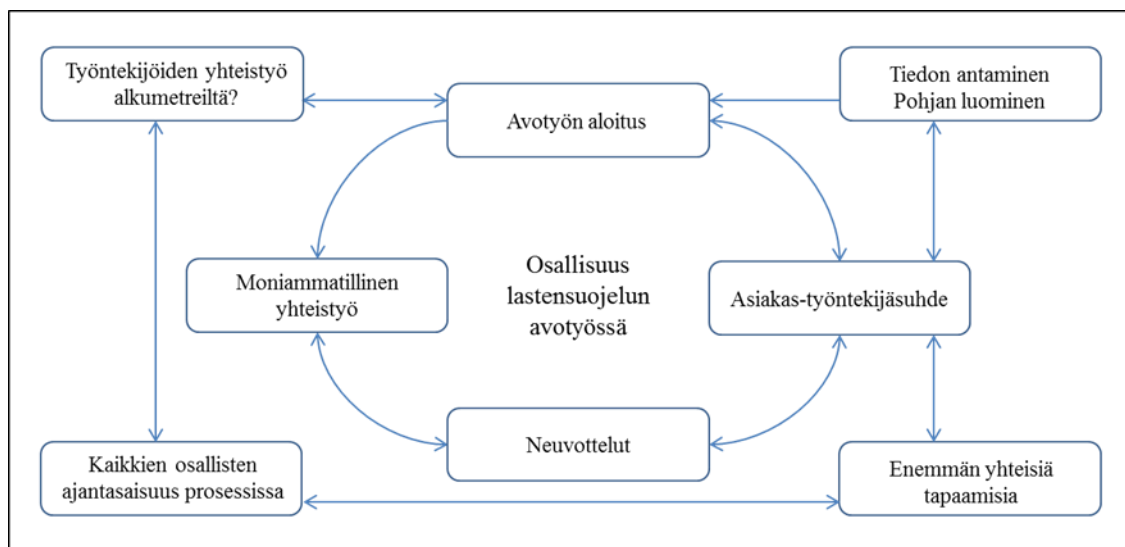 Työntekijöiden yhteistyö
alkumetreiltä?
Avotyön aloitus
Tiedon antaminen
Pohjan luominen
Moniammatillinen
yhteistyö
Osallisuus
lastensuojelun
avotyössä
Asiakas-työntekijäsuhde
Kaikkien osallisten
ajantasaisuus prosessissa
Neuvottelut
Enemmän yhteisiä
tapaamisia